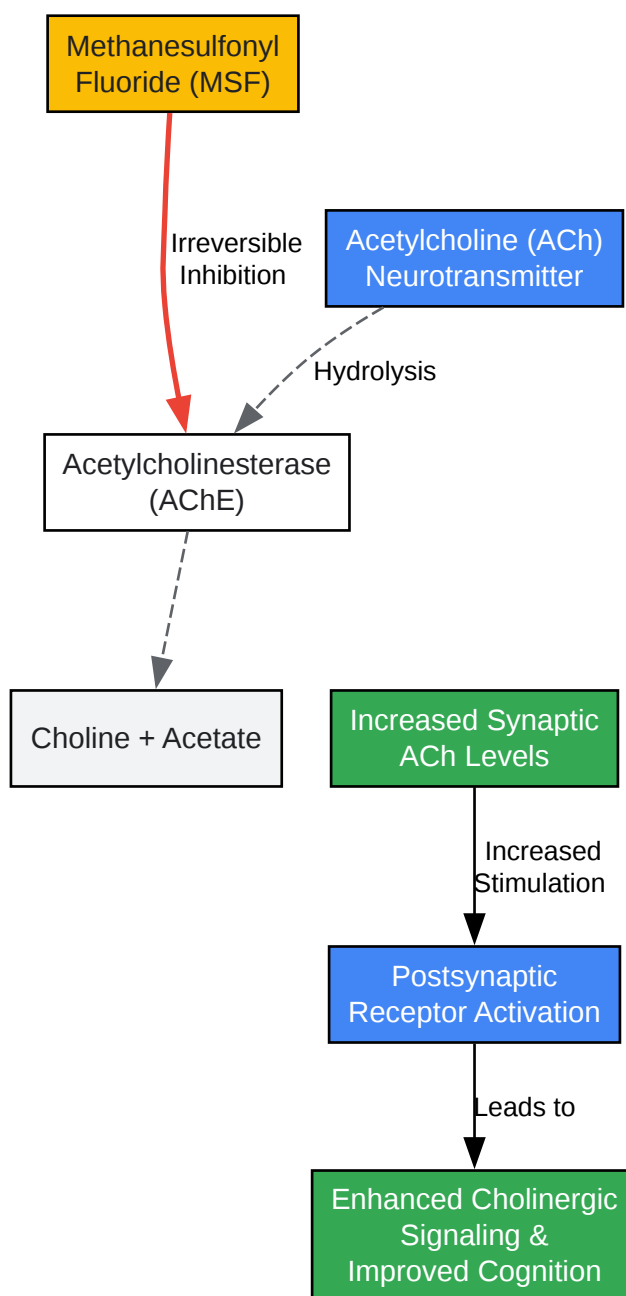 Methanesulfonyl
Fluoride (MSF)
Irreversible
Inhibition
Acetylcholine (ACh)
Neurotransmitter
Hydrolysis
Acetylcholinesterase
(AChE)
Choline + Acetate
Increased Synaptic
ACh Levels
Increased
Stimulation
Postsynaptic
Receptor Activation
Leads to
Enhanced Cholinergic
Signaling &
Improved Cognition